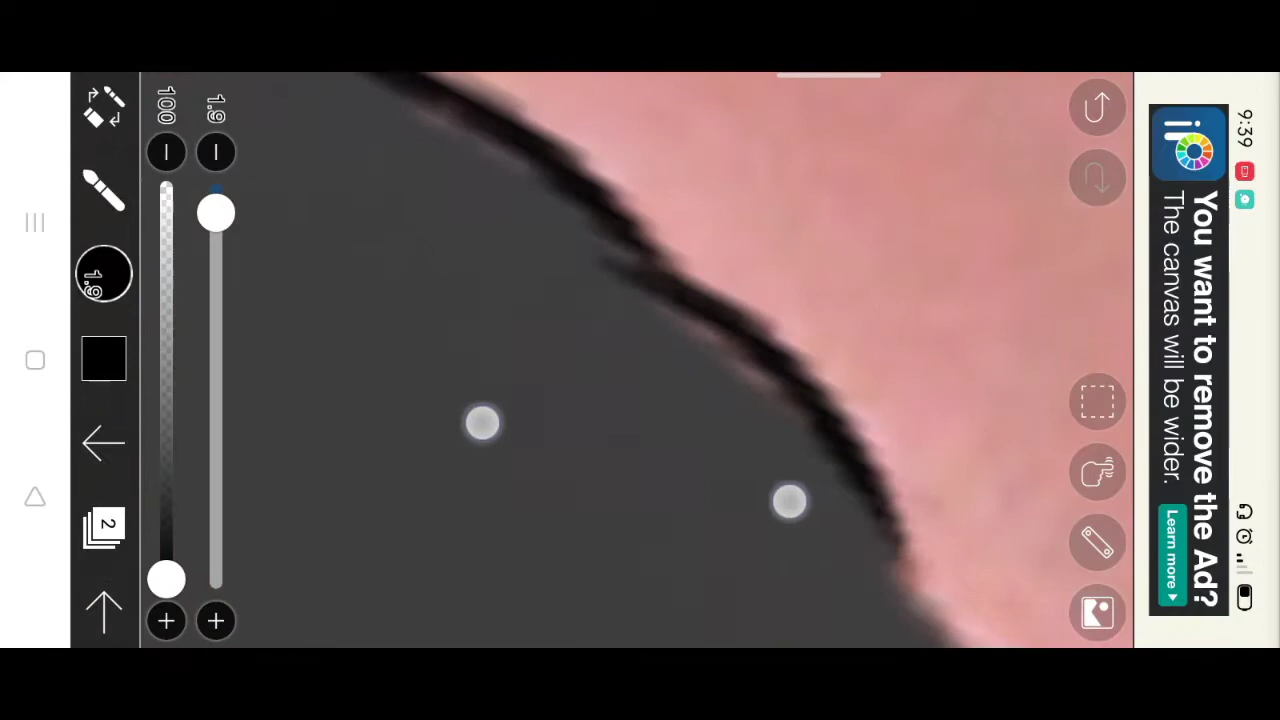 9:39
You want to remove the Ad?
The canvas will be wider.
Learn more
1.9
100
1.9
2